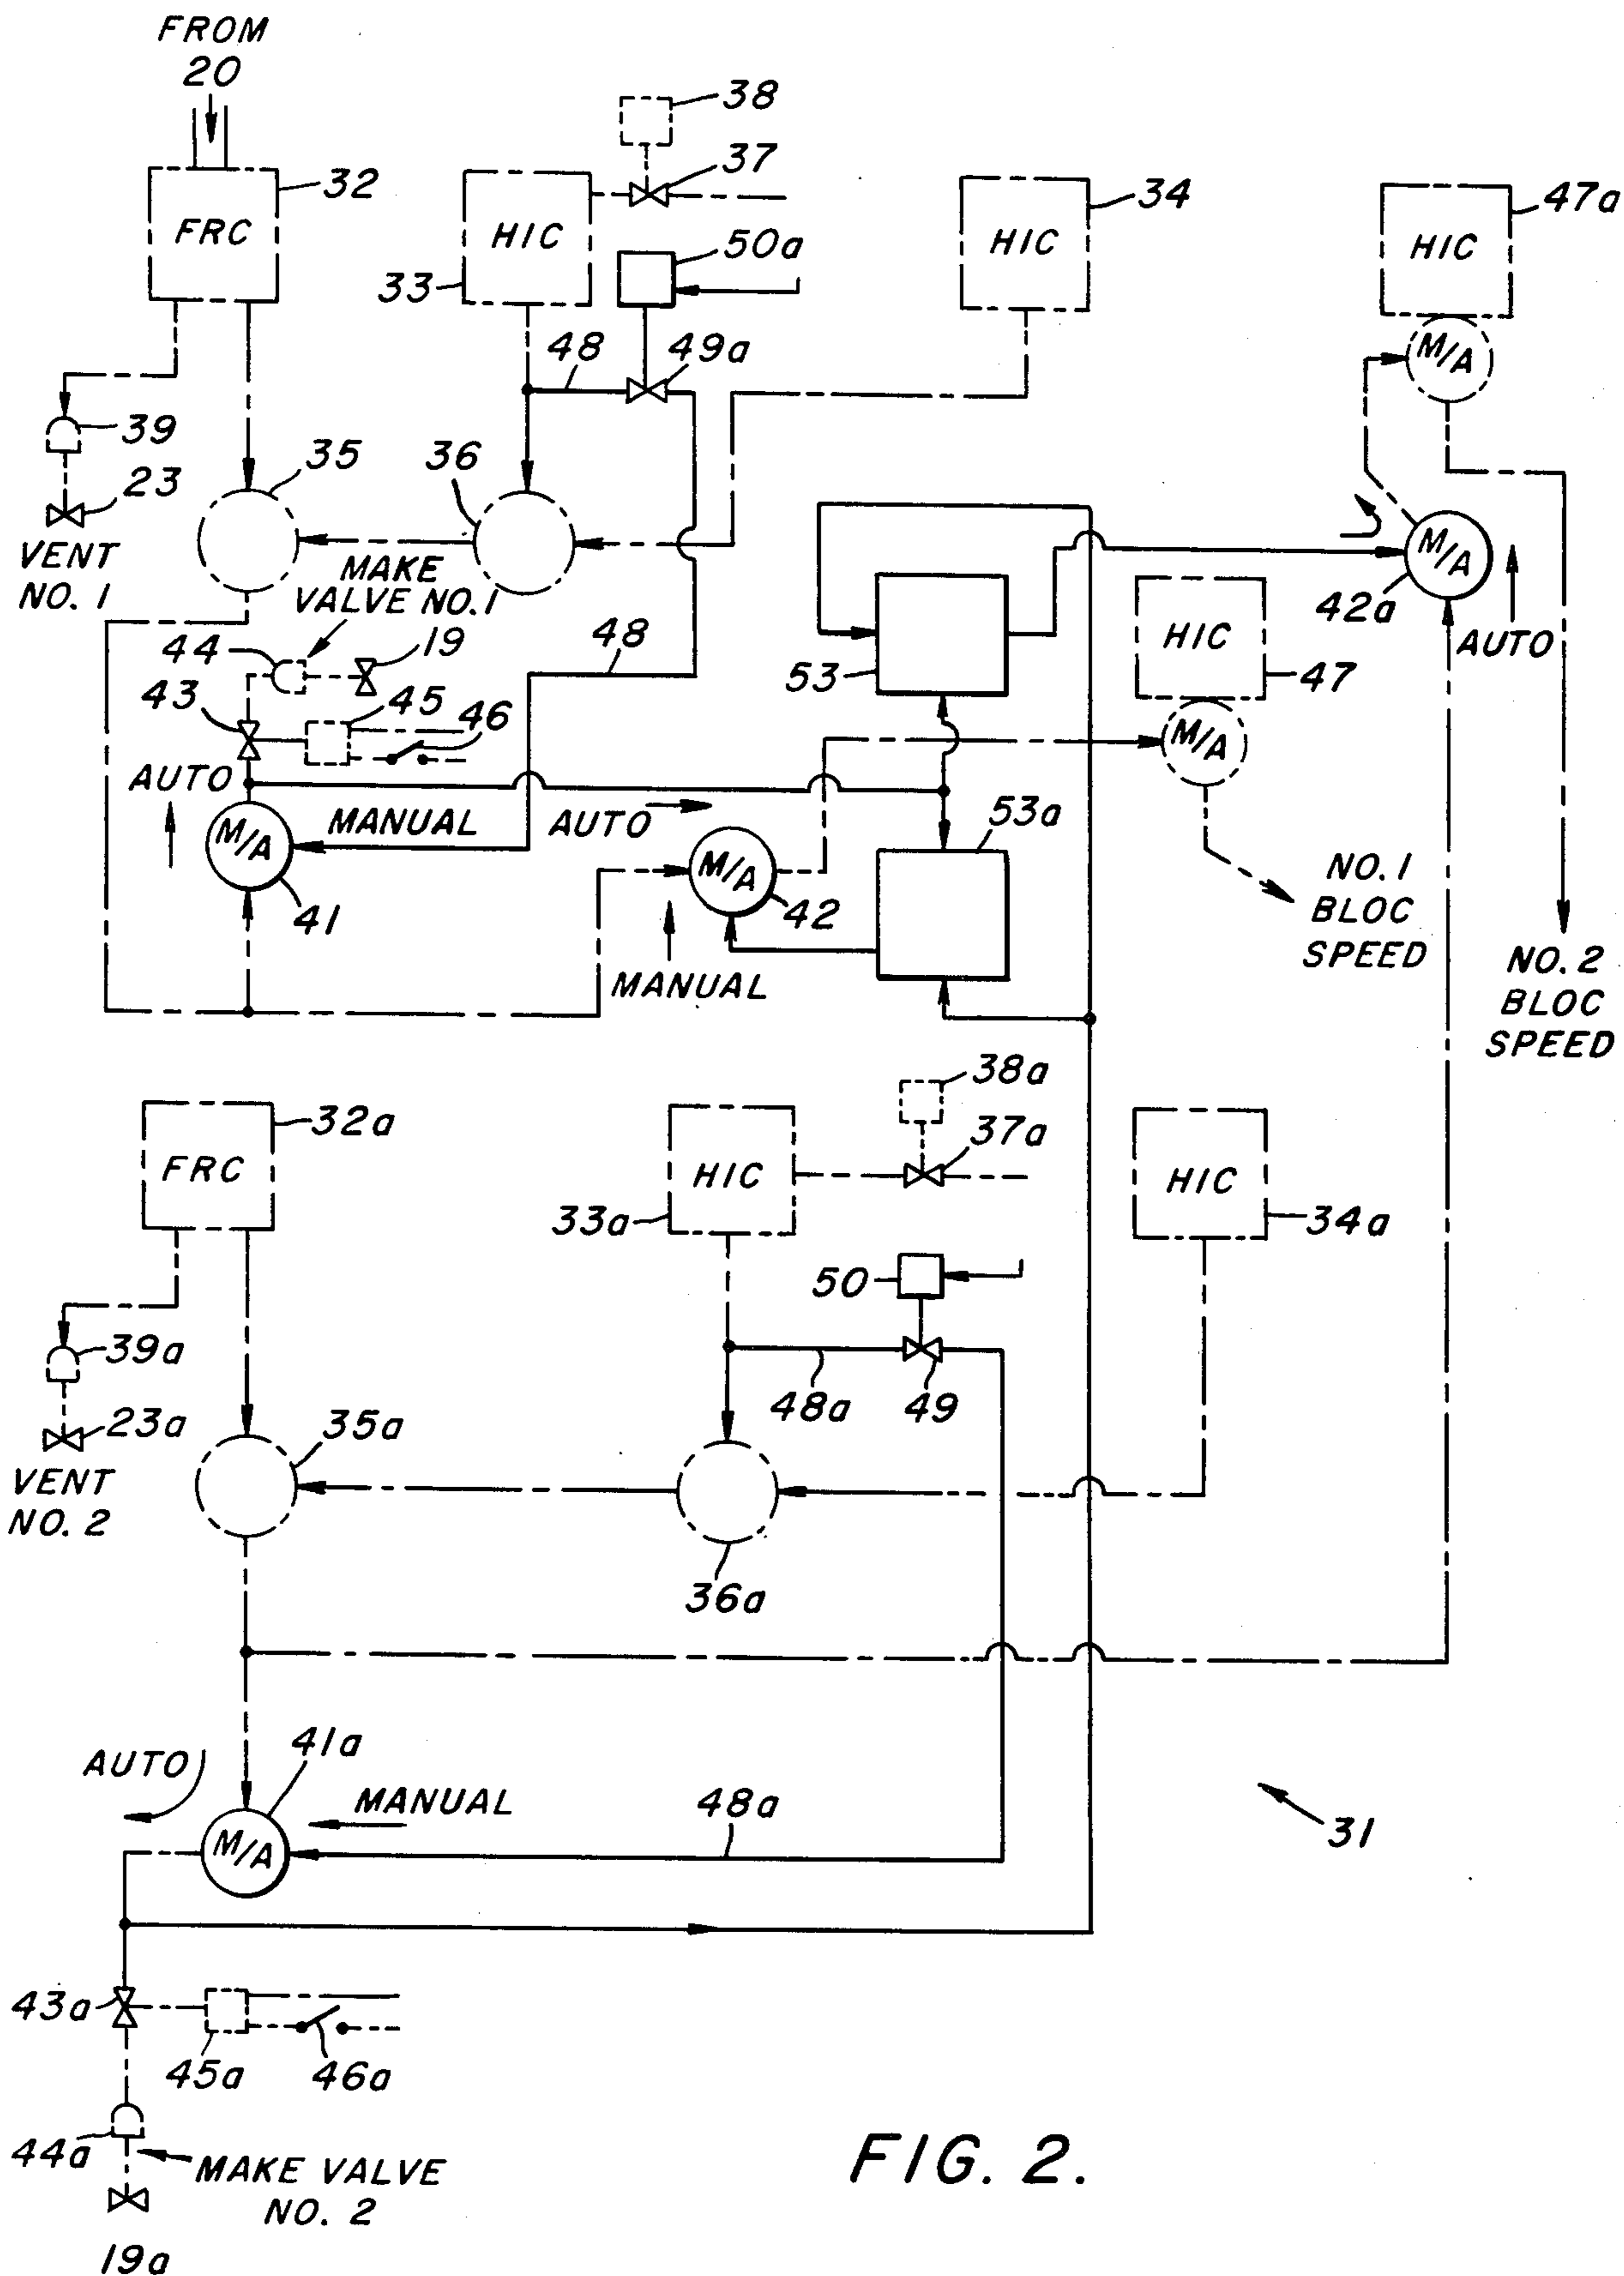 FROM
20
38
32
37
34
47a
FRC
HIC
HIC
HIC
50a
33
M/A
48
49a
39
35
36
23
VENT
NO. 1
MAKE
VALVE NO. 1
M/A
42a
AUTO
44
19
48
53
HIC
47
43
45
46
M/A
AUTO
MANUAL
AUTO
53a
M/A
M/A
41
42
NO. 1
BLOC
SPEED
MANUAL
NO. 2
BLOC
SPEED
38a
32a
37a
FRC
HIC
HIC
33a
34a
50
39a
48a
49
23a
35a
VENT
NO. 2
36a
41a
AUTO
MANUAL
48a
31
M/A
43a
45a
46a
44a
MAKE VALVE
NO. 2
19a
FIG. 2.